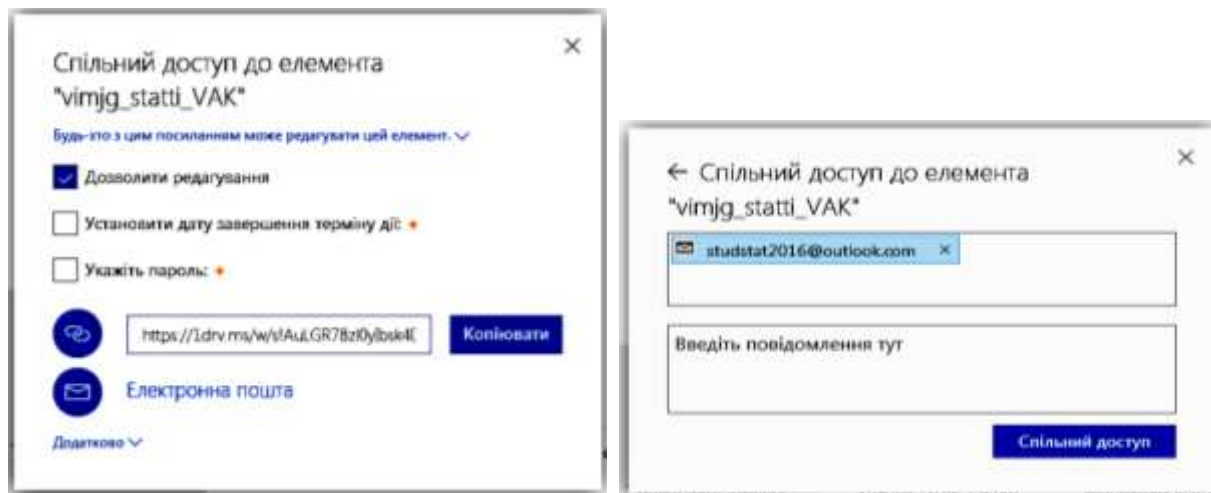 Спільний доступ до елемента
"vimjg_statti_VAK"
Будь-хто з цим посиланням може редагувати цей елемент.
Дозволити редагування
Установити дату завершення терміну дії:
Укажіть пароль:
Копіювати
Електронна пошта
Додатково
← Спільний доступ до елемента
"vimjg_statti_VAK"
studstat2016@outlook.com ×
Введіть повідомлення тут
Спільний доступ